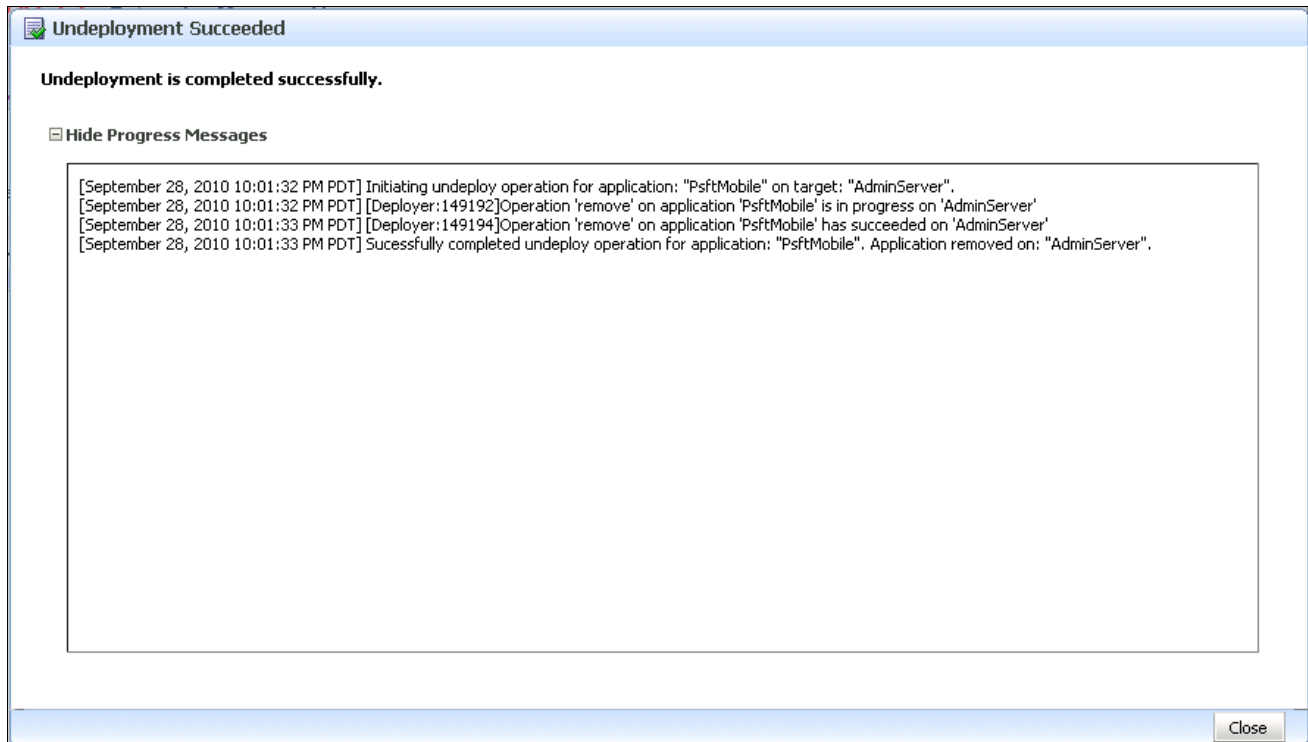 Undeployment Succeeded
Undeployment is completed successfully.
Hide Progress Messages
[September 28, 2010 10:01:32 PM PDT] Initiating undeploy operation for application: "PsftMobile" on target: "AdminServer".
[September 28, 2010 10:01:32 PM PDT] [Deployer:149192]Operation 'remove' on application 'PsftMobile' is in progress on 'AdminServer'
[September 28, 2010 10:01:33 PM PDT] [Deployer:149194]Operation 'remove' on application 'PsftMobile' has succeeded on 'AdminServer'
[September 28, 2010 10:01:33 PM PDT] Sucessfully completed undeploy operation for application: "PsftMobile". Application removed on: "AdminServer".
Close